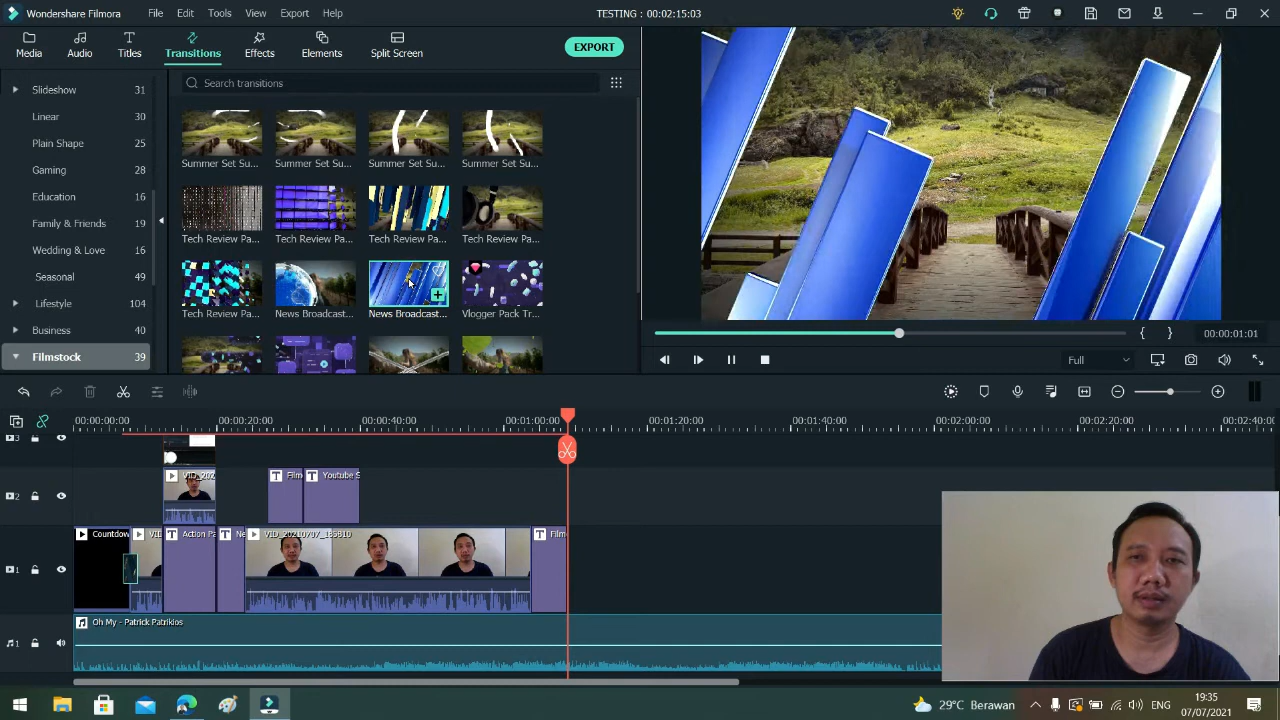 Wondershare Filmora File Edit Tools View Export Help TESTING : 00:02:15:03
Media Audio Titles Transitions Effects Elements Split Screen EXPORT
Search transitions
Slideshow 31
Linear 30
Plain Shape 25
Gaming 28
Education 16
Family & Friends 19
Wedding & Love 16
Seasonal 49
Lifestyle 104
Business 40
Filmstock 39
Summer Set Su... Summer Set Su... Summer Set Su... Summer Set Su...
Tech Review Pa... Tech Review Pa... Tech Review Pa... Tech Review Pa...
Tech Review Pa... News Broadcast... News Broadcast... Vlogger Pack Tr...
{ } 00:00:01:01
Full
00:00:00:00 00:00:20:00 00:00:40:00 00:01:00:00 00:01:20:00 00:01:40:00 00:02:00:00 00:02:20:00 00:02:40:00
3
2 VID_202 T Film T Youtube S
1 Countdow VID T Action Pa T Ne VID_20210707_185810 T Film
1 Oh My - Patrick Patrikios
29°C Berawan 19:35
07/07/2021